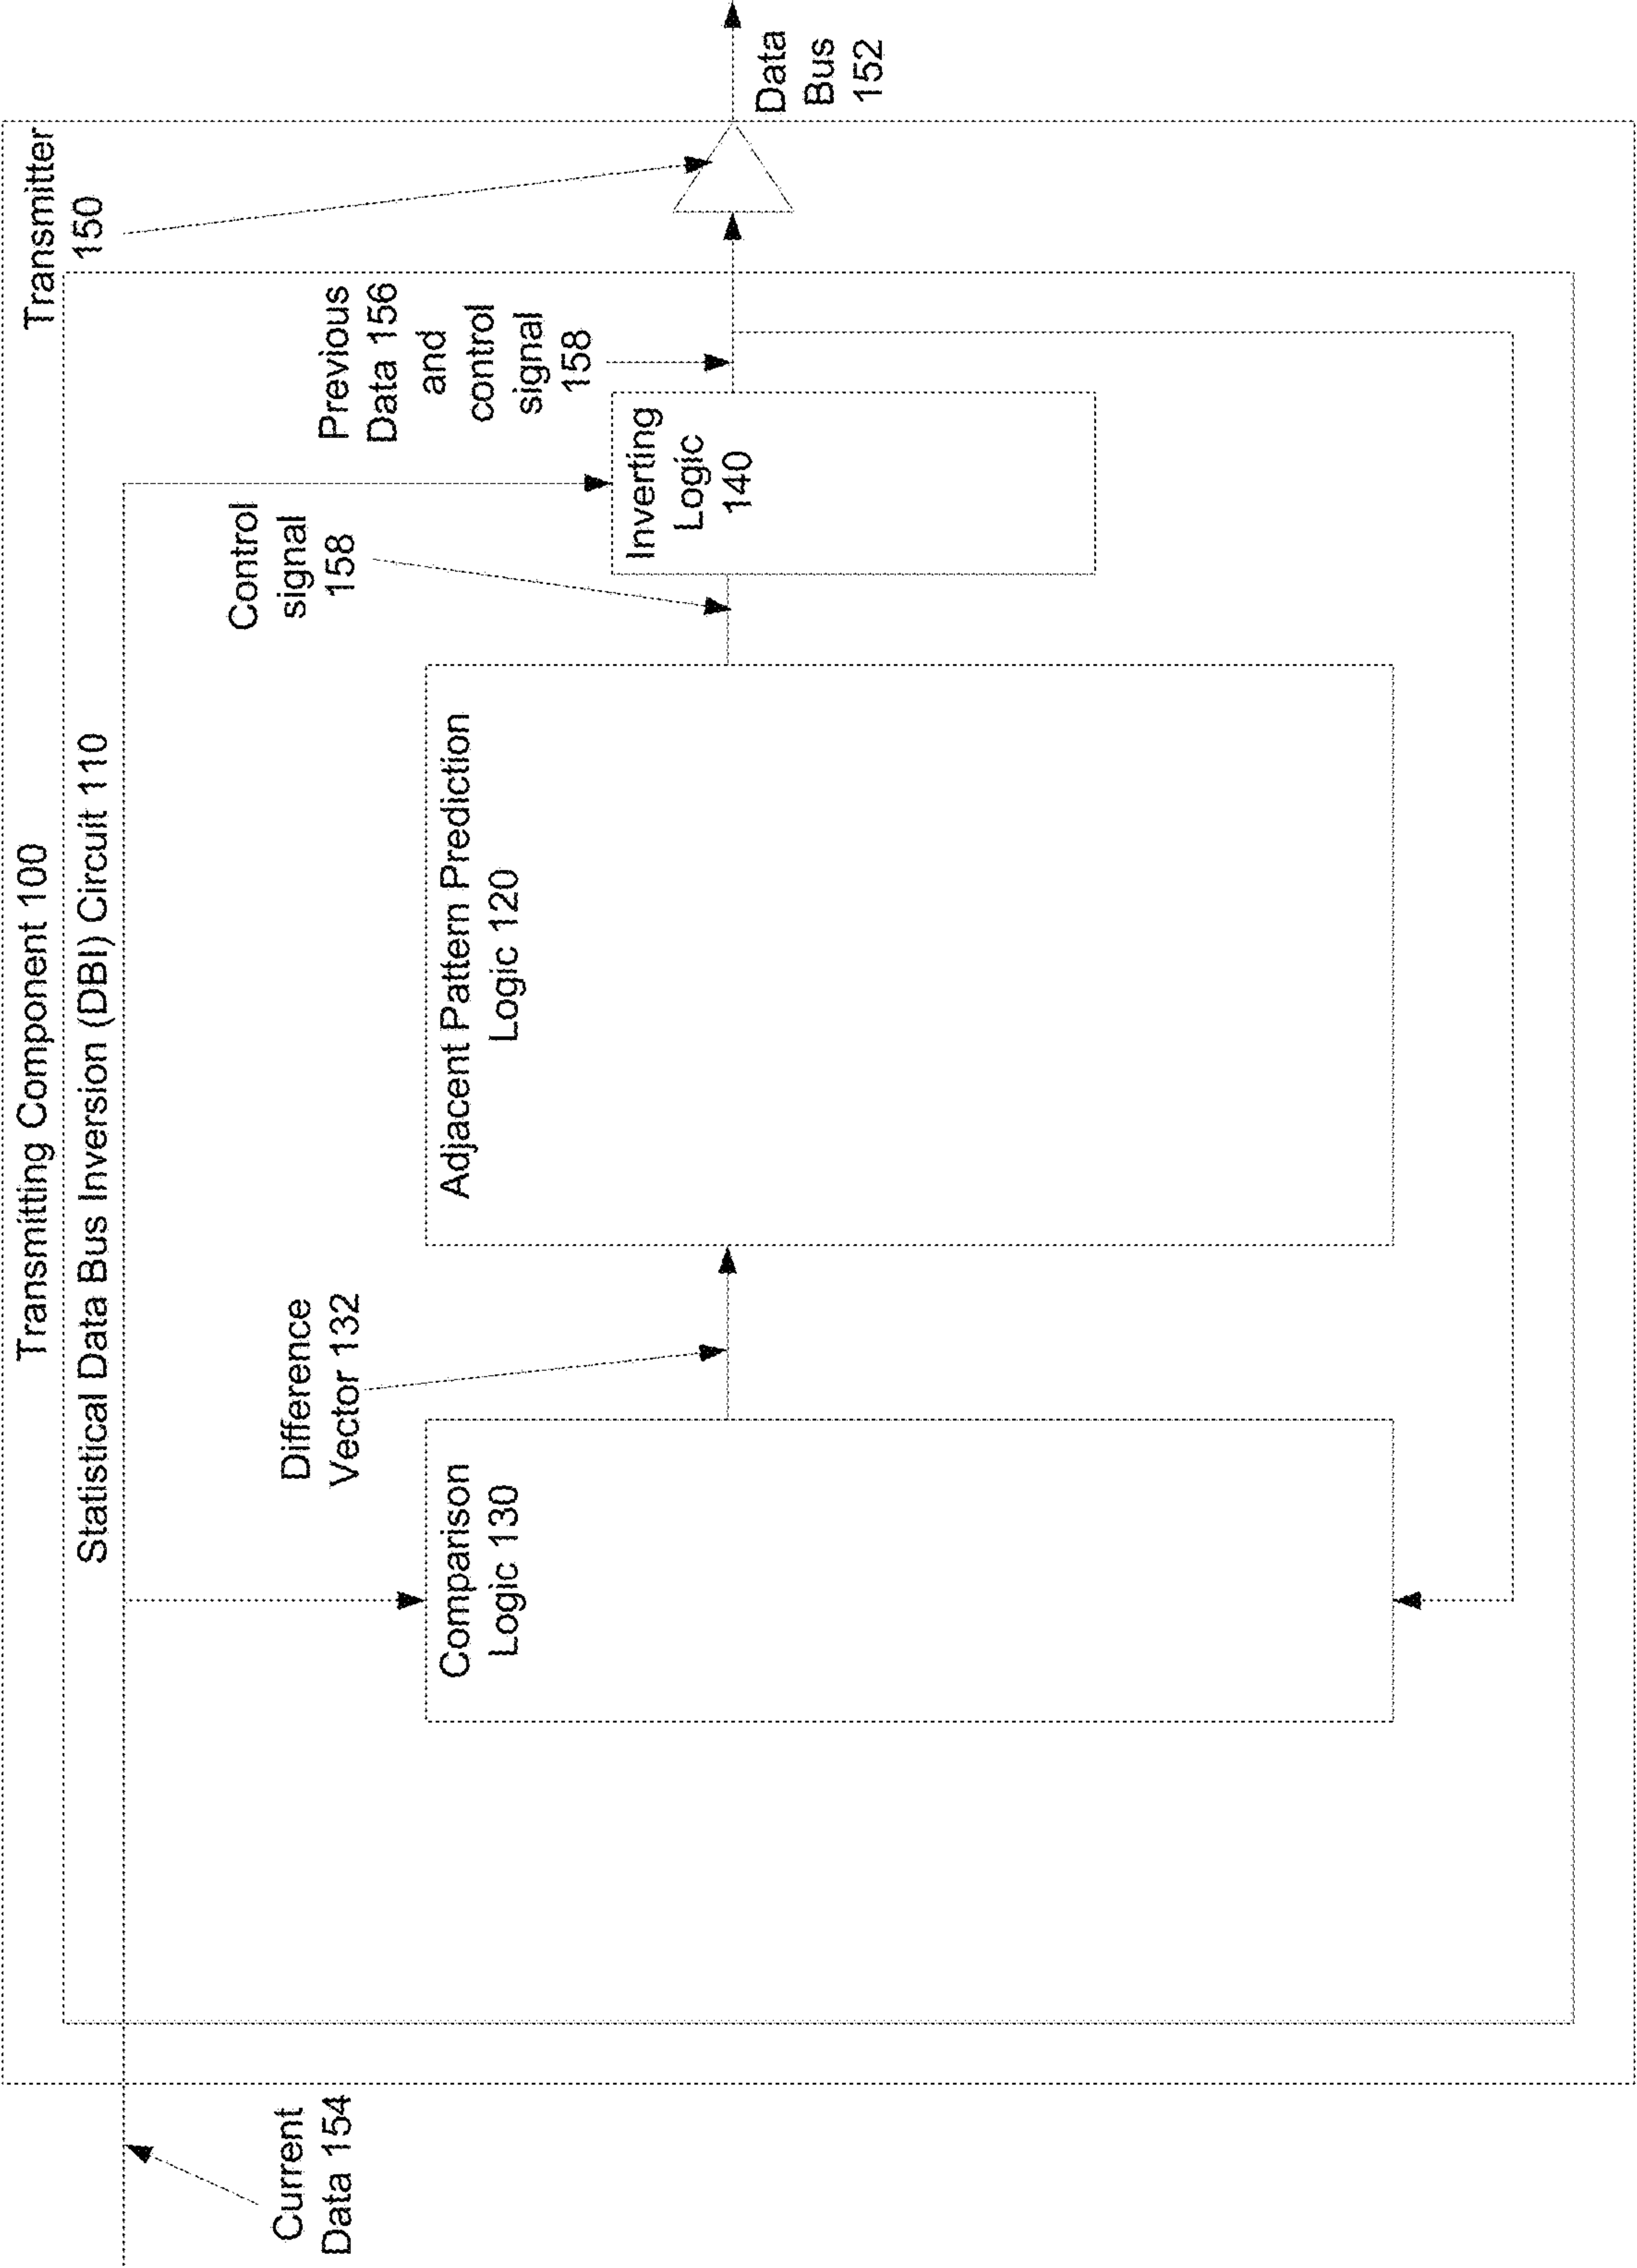 Transmitting Component 100
Transmitter
150
Statistical Data Bus Inversion (DBI) Circuit 110
Current
Data 154
Comparison
Logic 130
Difference
Vector 132
Adjacent Pattern Prediction
Logic 120
Control
signal
158
Inverting
Logic
140
Previous
Data 156
and
control
signal
158
Data
Bus
152